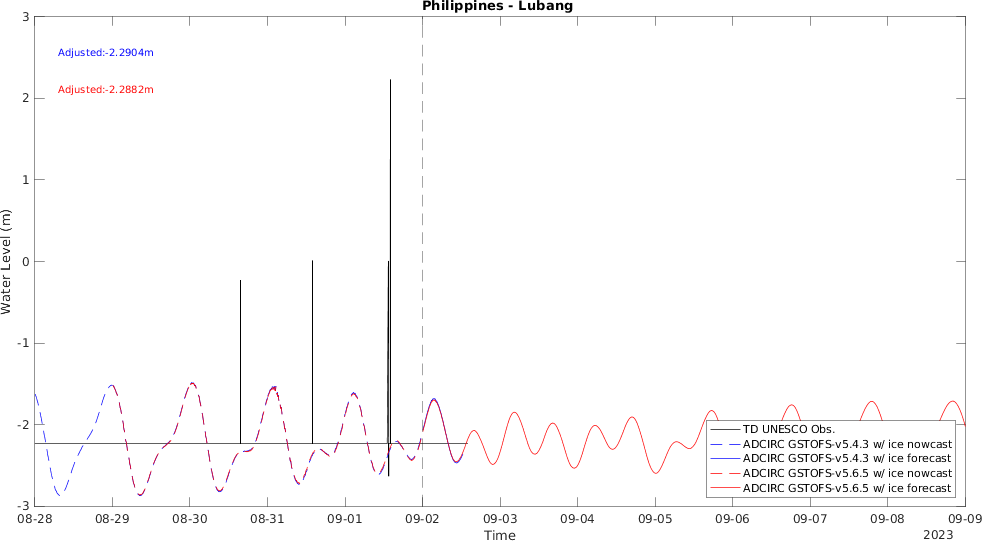 Philippines - Lubang
Adjusted:-2.2904m
Adjusted:-2.2882m
3
2
1
0
-1
-2
-3
Water Level (m)
TD UNESCO Obs.
ADCIRC GSTOFS-v5.4.3 w/ ice nowcast
ADCIRC GSTOFS-v5.4.3 w/ ice forecast
ADCIRC GSTOFS-v5.6.5 w/ ice nowcast
ADCIRC GSTOFS-v5.6.5 w/ ice forecast
08-28 08-29 08-30 08-31 09-01 09-02 09-03 09-04 09-05 09-06 09-07 09-08 09-09
Time
2023